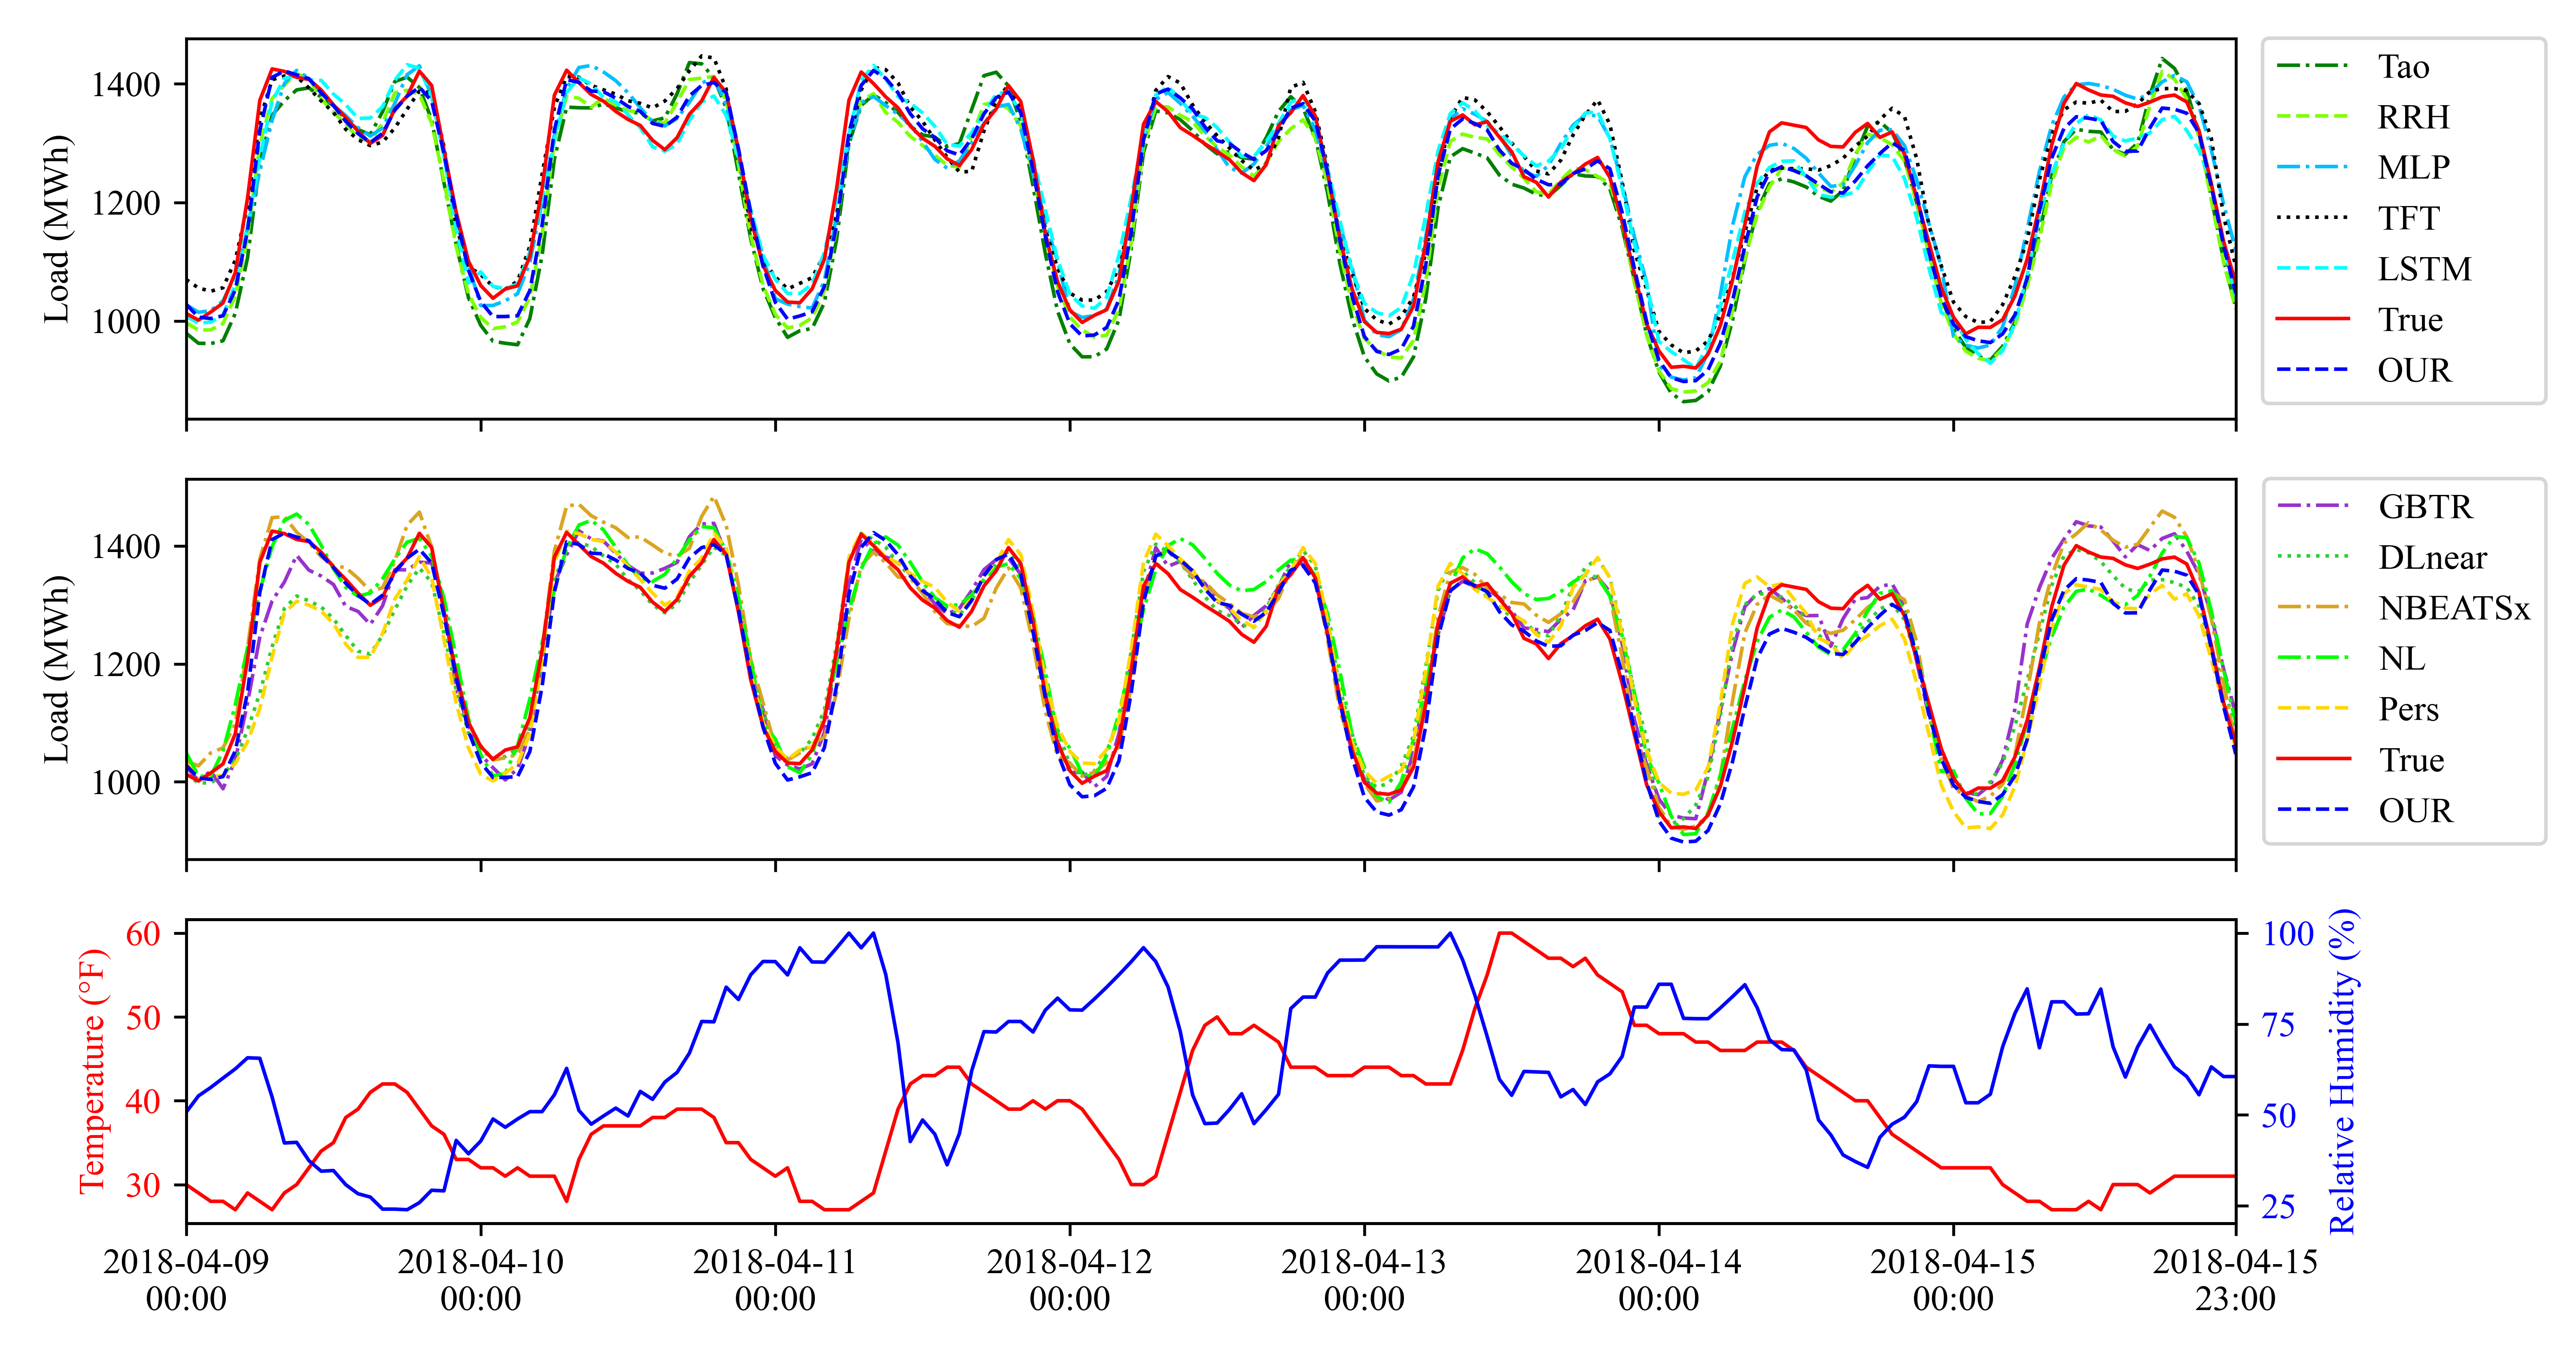 Load (MWh)
1400
1200
1000
Tao
RRH
MLP
TFT
LSTM
True
OUR
Load (MWh)
1400
1200
1000
GBTR
DLnear
NBEATSx
NL
Pers
True
OUR
Temperature (°F)
60
50
40
30
100
75
50
25
Relative Humidity (%)
2018-04-09 2018-04-10 2018-04-11 2018-04-12 2018-04-13 2018-04-14 2018-04-15 2018-04-15
00:00 00:00 00:00 00:00 00:00 00:00 00:00 23:00